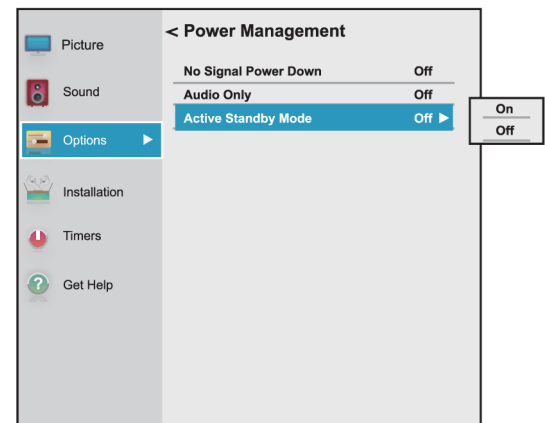 < Power Management
Picture
Sound
Options
Installation
Timers
Get Help
No Signal Power Down Off
Audio Only Off
Active Standby Mode Off
On
Off